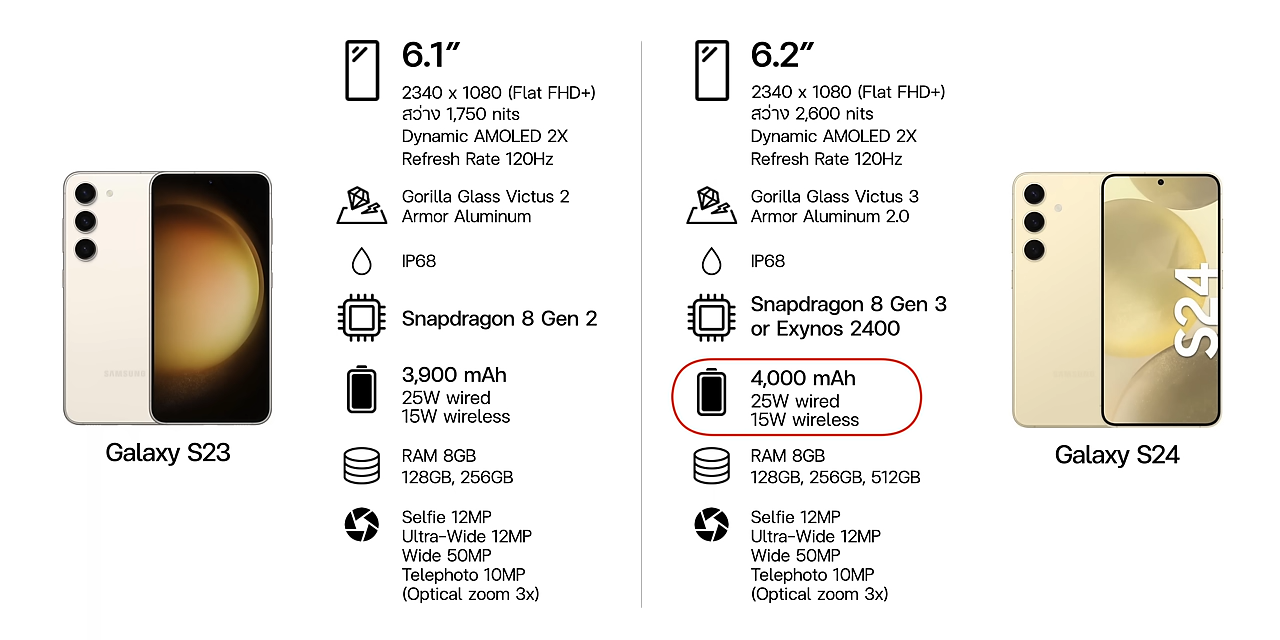 6.1″
2340 x 1080 (Flat FHD+)
สว่าง 1,750 nits
Dynamic AMOLED 2X
Refresh Rate 120Hz
Gorilla Glass Victus 2
Armor Aluminum
IP68
Snapdragon 8 Gen 2
3,900 mAh
25W wired
15W wireless
RAM 8GB
128GB, 256GB
Selfie 12MP
Ultra-Wide 12MP
Wide 50MP
Telephoto 10MP
(Optical zoom 3x)
SAMSUNG
Galaxy S23
6.2″
2340 x 1080 (Flat FHD+)
สว่าง 2,600 nits
Dynamic AMOLED 2X
Refresh Rate 120Hz
Gorilla Glass Victus 3
Armor Aluminum 2.0
IP68
Snapdragon 8 Gen 3
or Exynos 2400
4,000 mAh
25W wired
15W wireless
RAM 8GB
128GB, 256GB, 512GB
Selfie 12MP
Ultra-Wide 12MP
Wide 50MP
Telephoto 10MP
(Optical zoom 3x)
S24
Galaxy S24